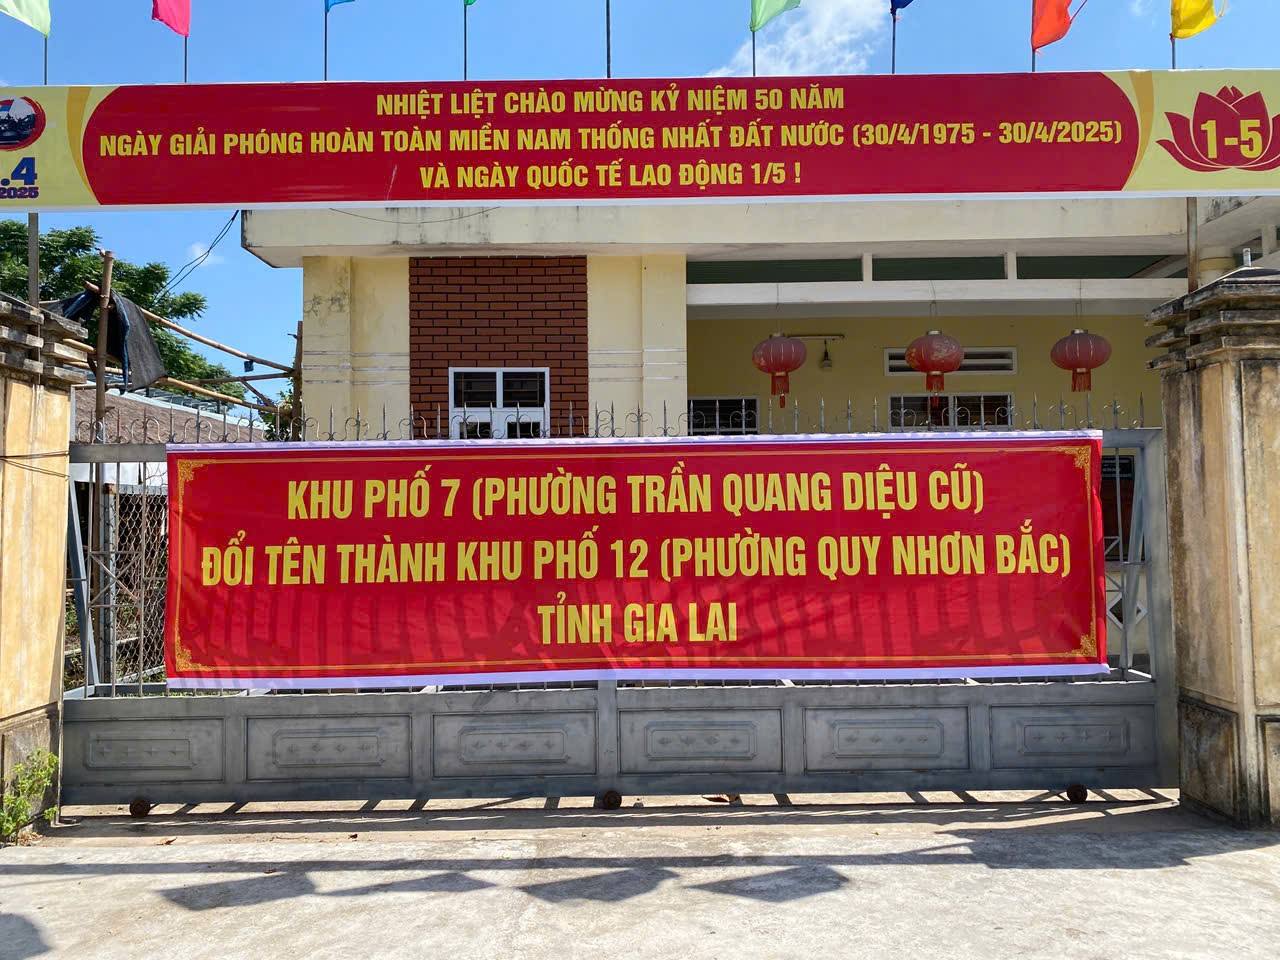 NHIỆT LIỆT CHÀO MỪNG KỶ NIỆM 50 NĂM
NGÀY GIẢI PHÓNG HOÀN TOÀN MIỀN NAM THỐNG NHẤT ĐẤT NƯỚC (30/4/1975 - 30/4/2025)
VÀ NGÀY QUỐC TẾ LAO ĐỘNG 1/5 !
.4
2025
1-5
KHU PHỐ 7 (PHƯỜNG TRẦN QUANG DIỆU CŨ)
ĐỔI TÊN THÀNH KHU PHỐ 12 (PHƯỜNG QUY NHƠN BẮC)
TỈNH GIA LAI